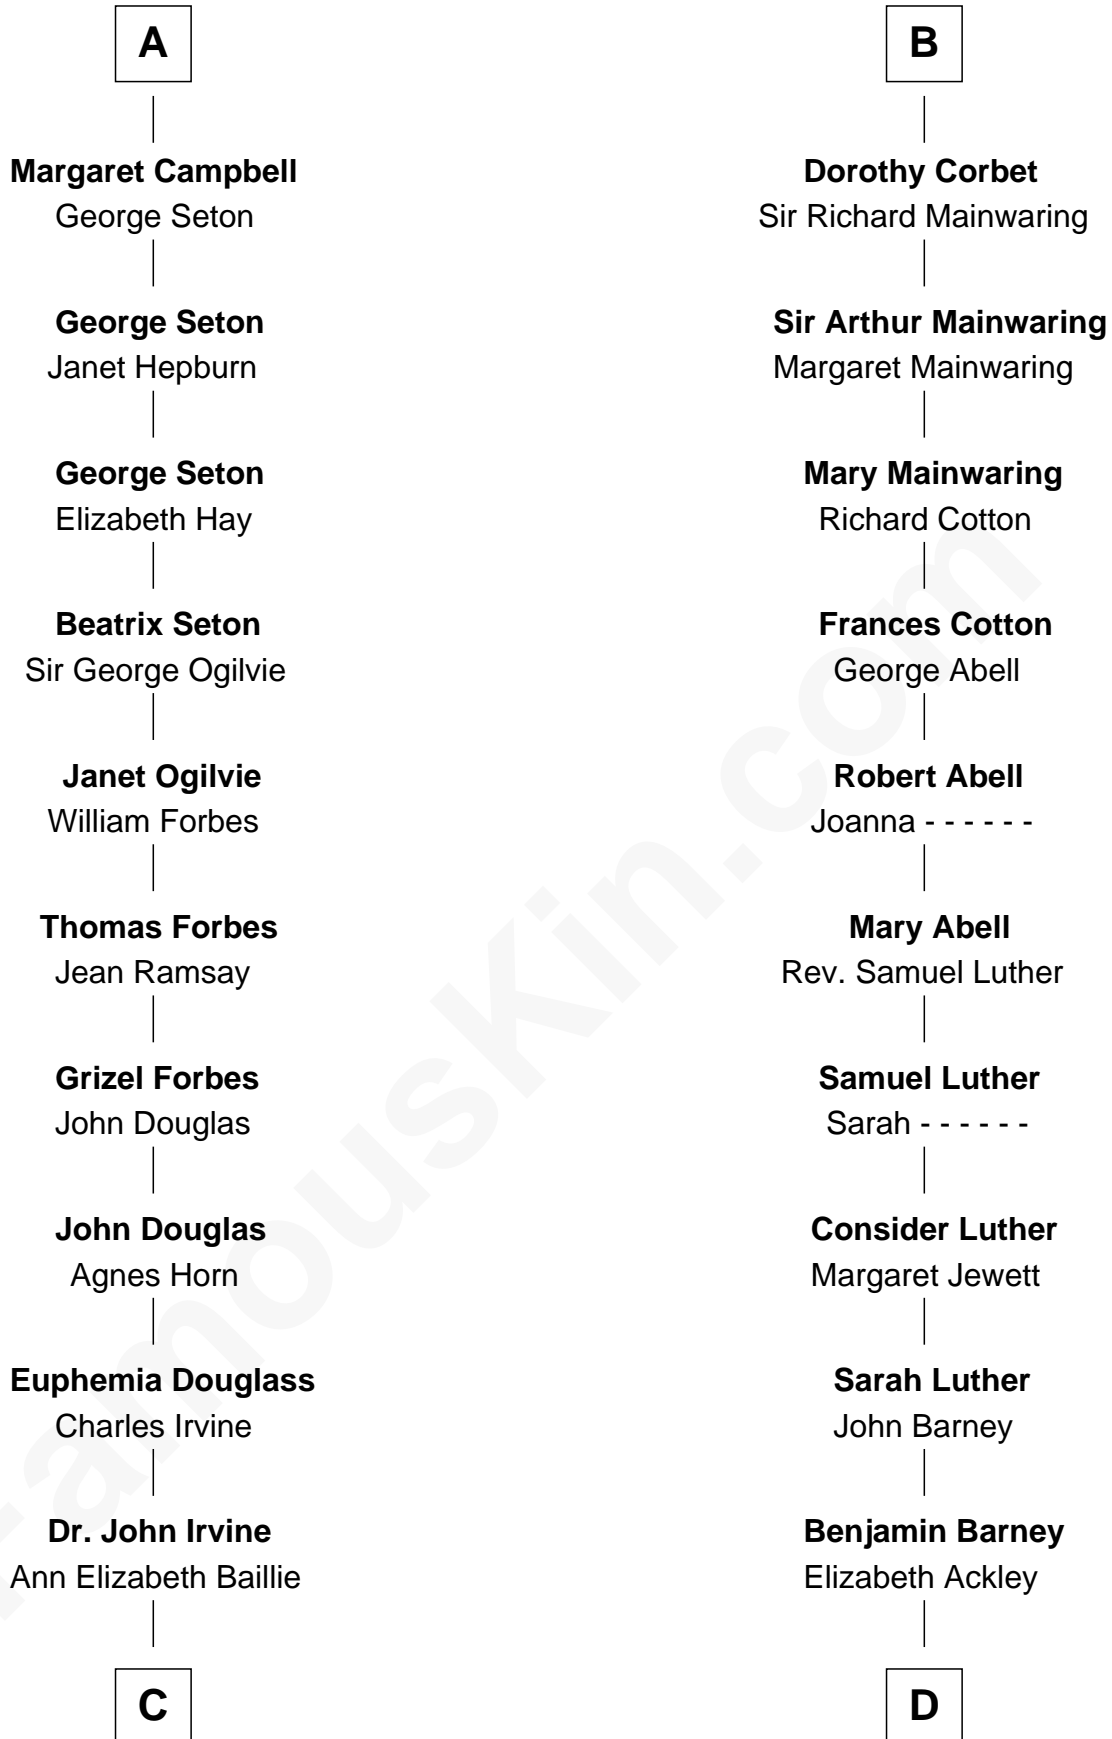 A
Margaret Campbell
George Seton
George Seton
Janet Hepburn
George Seton
Elizabeth Hay
Beatrix Seton
Sir George Ogilvie
Janet Ogilvie
William Forbes
Thomas Forbes
Jean Ramsay
Grizel Forbes
John Douglas
John Douglas
Agnes Horn
Euphemia Douglass
Charles Irvine
Dr. John Irvine
Ann Elizabeth Baillie
C
B
Dorothy Corbet
Sir Richard Mainwaring
Sir Arthur Mainwaring
Margaret Mainwaring
Mary Mainwaring
Richard Cotton
Frances Cotton
George Abell
Robert Abell
Joanna - - - - - -
Mary Abell
Rev. Samuel Luther
Samuel Luther
Sarah - - - - - -
Consider Luther
Margaret Jewett
Sarah Luther
John Barney
Benjamin Barney
Elizabeth Ackley
D
FamousKin.com